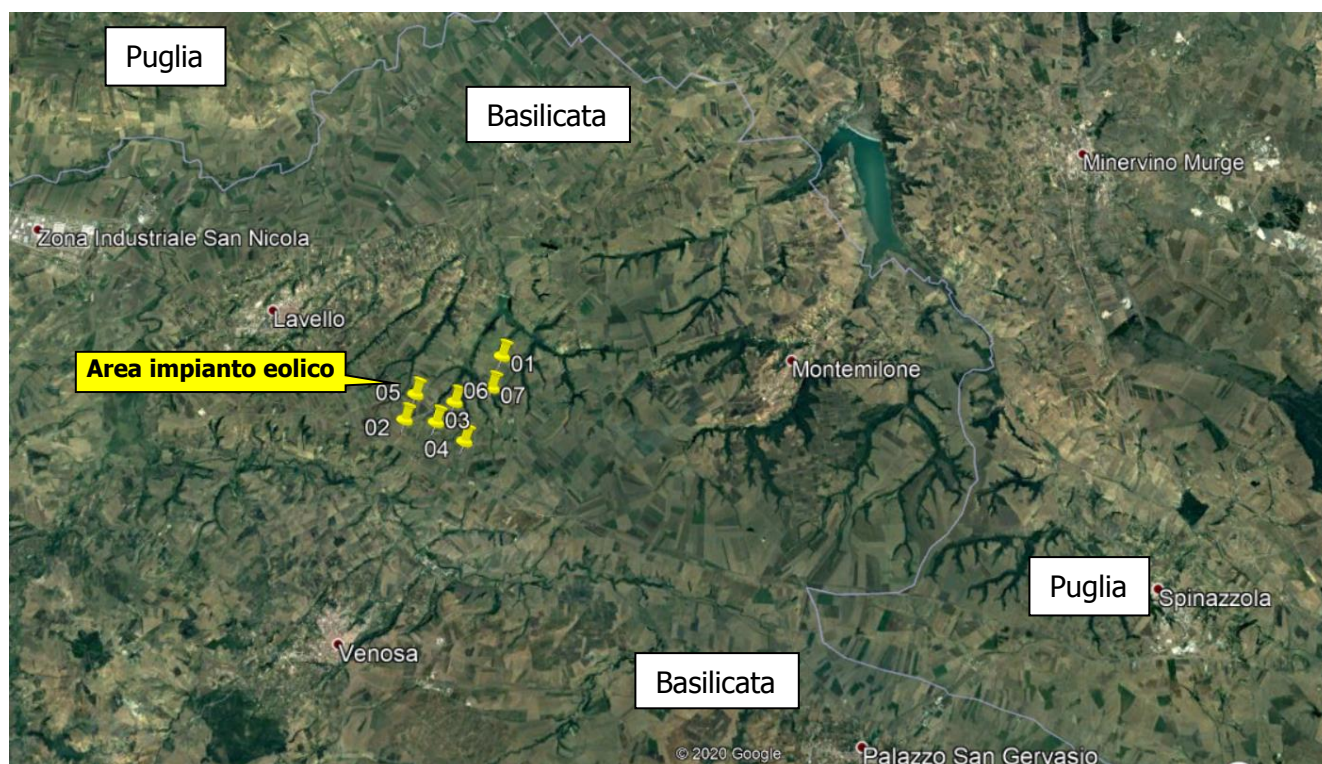 Puglia
Basilicata
Minervino Murge
Zona Industriale San Nicola
Lavello
01
Area impianto eolico
Montemilone
05
06
07
02
03
04
Puglia
Spinazzola
Venosa
Basilicata
© 2020 Google
Palazzo San Gervasio